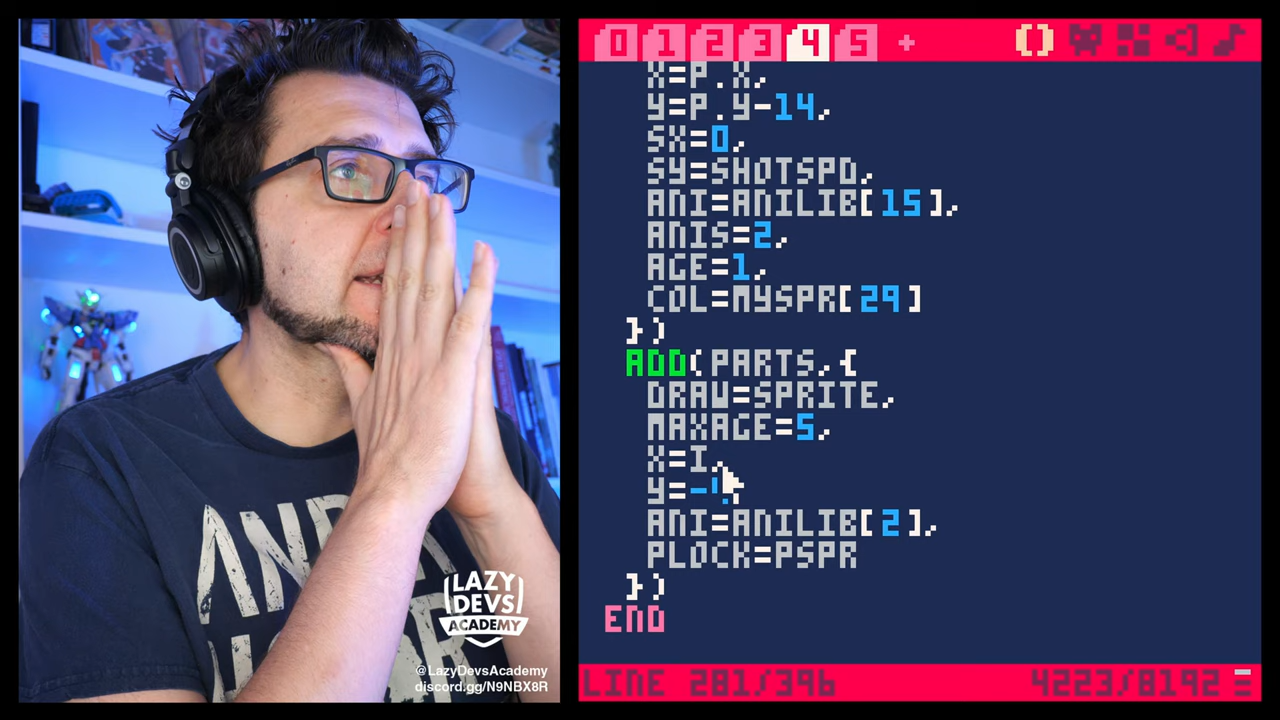 0 1 2 3 4 5 + ()
X=P.X,
Y=P.Y-14,
SX=0,
SY=SHOTSPD,
ANI=ANILIB[15],
ANIS=2,
AGE=1,
COL=MYSPR[29]
})
ADD(PARTS,{
DRAW=SPRITE,
MAXAGE=5,
X=I,
Y=-
ANI=ANILIB[2],
PLOCK=PSPR
})
END
LINE 281/396 4223/8192
LAZY
DEVS
ACADEMY
@LazyDevsAcademy
discord.gg/N9NBX8R